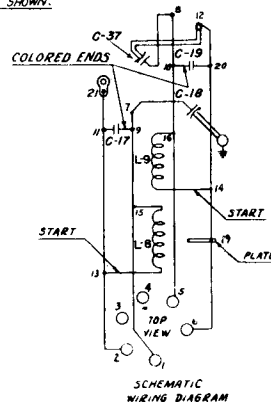 SHOWN:
8
12
C-37
C-19
COLORED ENDS
10
20
C-18
21
7
11
9
C-17
16
L-9
14
START
15
START
L-8
19
PLATE
13
4
5
3
TOP
VIEW
6
2
1
SCHEMATIC
WIRING DIAGRAM